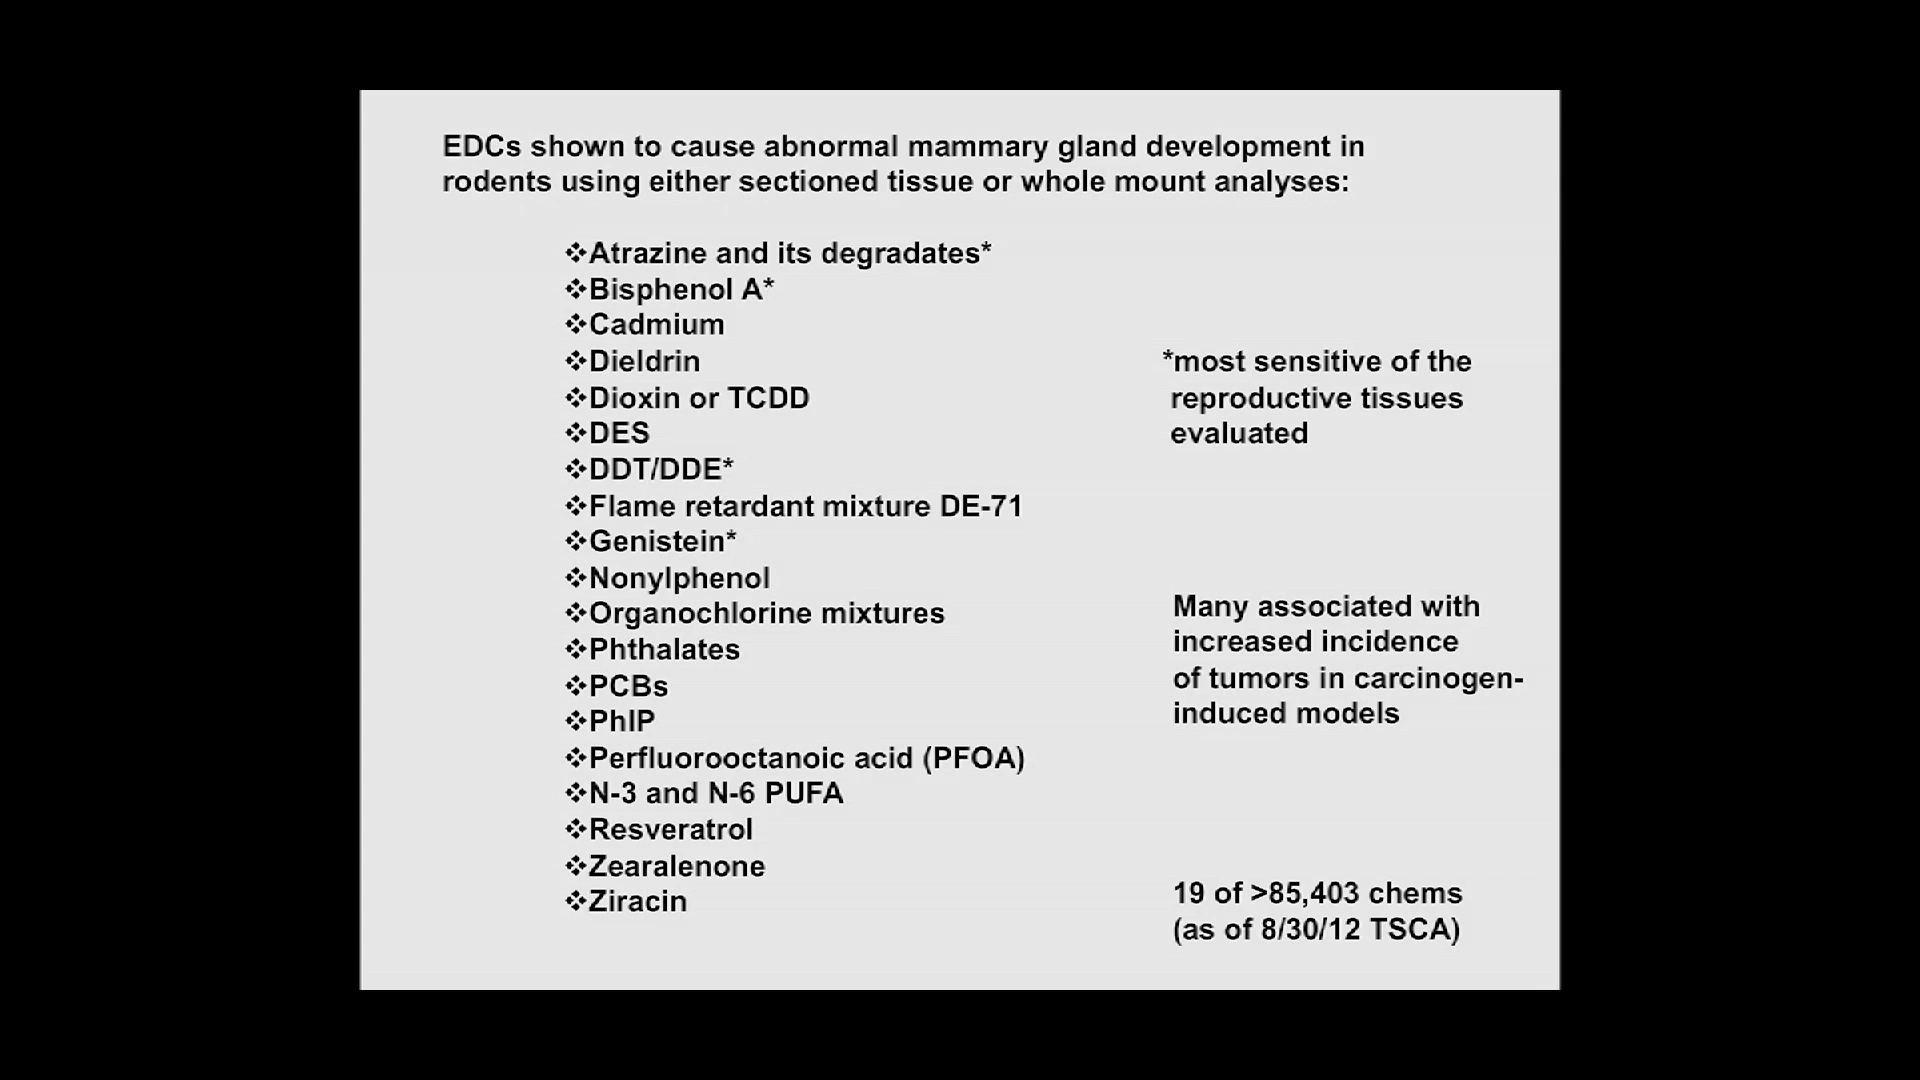 EDCs shown to cause abnormal mammary gland development in
rodents using either sectioned tissue or whole mount analyses:
❖Atrazine and its degradates*
❖Bisphenol A*
❖Cadmium
❖Dieldrin
❖Dioxin or TCDD
❖DES
❖DDT/DDE*
❖Flame retardant mixture DE-71
❖Genistein*
❖Nonylphenol
❖Organochlorine mixtures
❖Phthalates
❖PCBs
❖PhIP
❖Perfluorooctanoic acid (PFOA)
❖N-3 and N-6 PUFA
❖Resveratrol
❖Zearalenone
❖Ziracin
*most sensitive of the
reproductive tissues
evaluated
Many associated with
increased incidence
of tumors in carcinogen-
induced models
19 of >85,403 chems
(as of 8/30/12 TSCA)